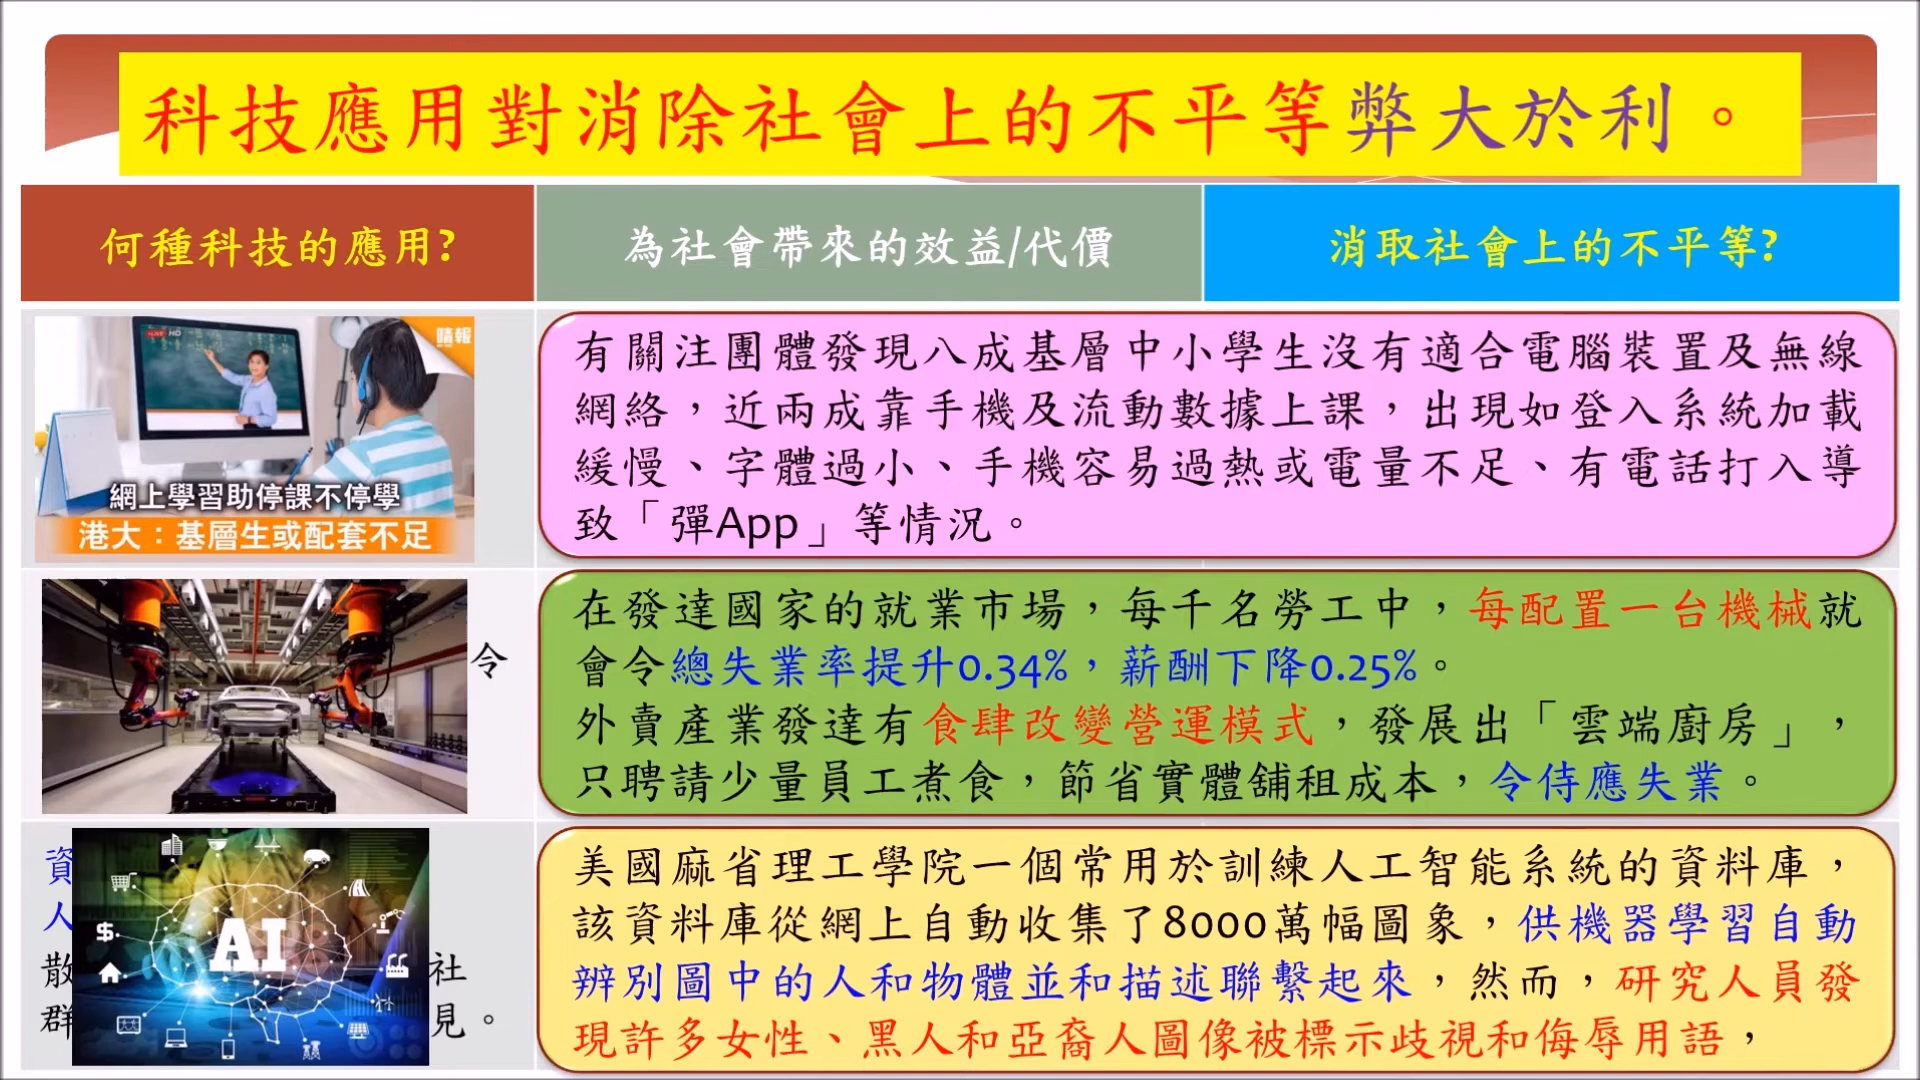 科技應用對消除社會上的不平等弊大於利。
何種科技的應用?
為社會帶來的效益/代價
消取社會上的不平等?
晴報
網上學習助停課不停學
港大：基層生或配套不足
有關注團體發現八成基層中小學生沒有適合電腦裝置及無線
網絡，近兩成靠手機及流動數據上課，出現如登入系統加載
緩慢、字體過小、手機容易過熱或電量不足、有電話打入導
致「彈App」等情況。
令
在發達國家的就業市場，每千名勞工中，每配置一台機械就
會令總失業率提升0.34%，薪酬下降0.25%。
外賣產業發達有食肆改變營運模式，發展出「雲端廚房」，
只聘請少量員工煮食，節省實體舖租成本，令侍應失業。
資
人
散 社
群 見。
AI
美國麻省理工學院一個常用於訓練人工智能系統的資料庫，
該資料庫從網上自動收集了8000萬幅圖象，供機器學習自動
辨別圖中的人和物體並和描述聯繫起來，然而，研究人員發
現許多女性、黑人和亞裔人圖像被標示歧視和侮辱用語，